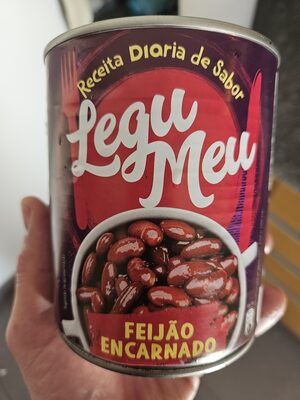 Receita Diaria de Sabor
Legu
Meu
FEIJÃO
ENCARNADO